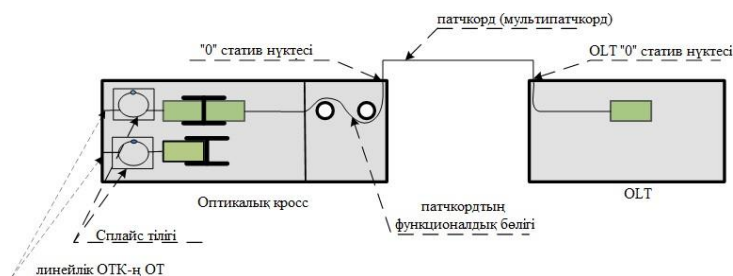 патчкорд (мультипатчкорд)
"0" статив нүктесі
OLT "0" статив нүктесі
Оптикалық кросс
OLT
патчкордтың
функционалдық бөлігі
Сплайс тілігі
линейлік ОТК-ң ОТ